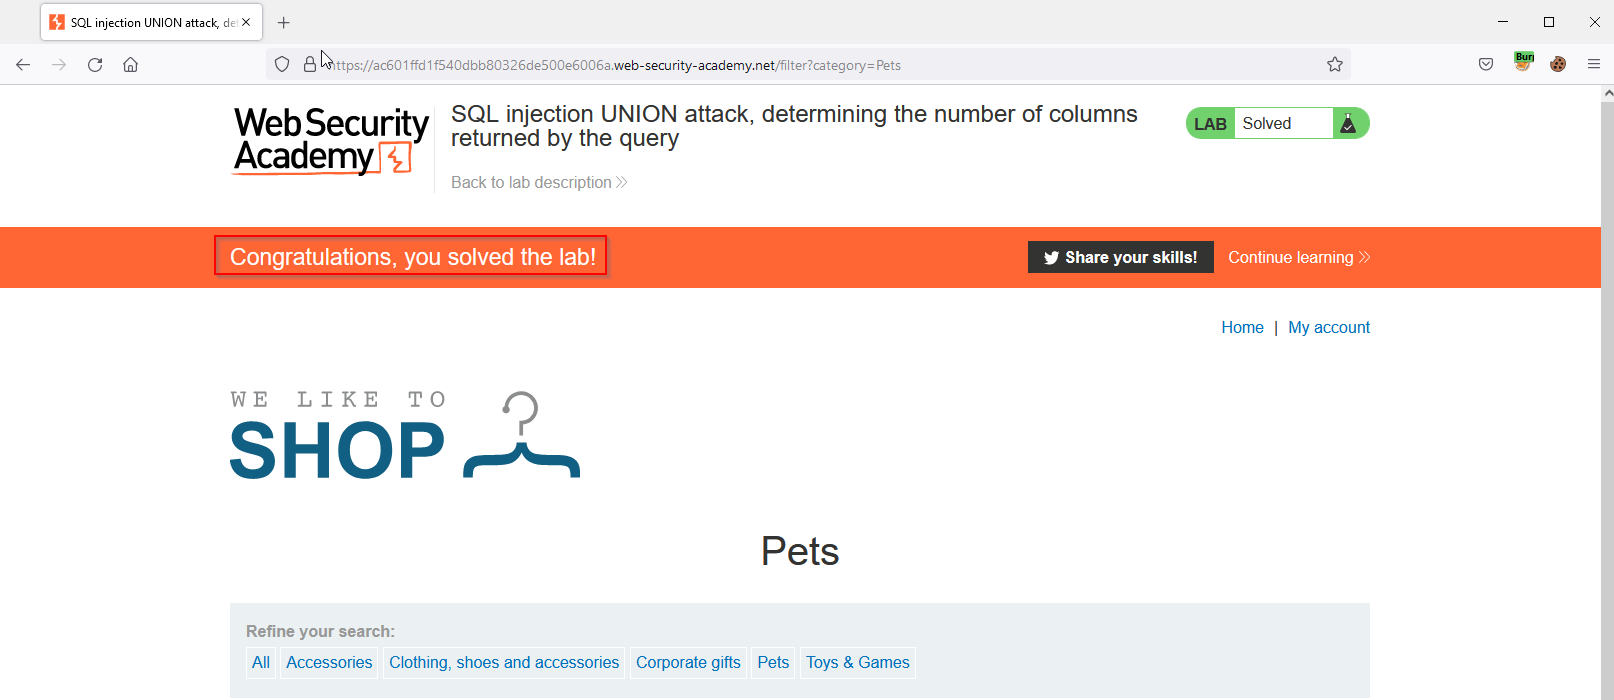 SQL injection UNION attack, de
https://ac601ffd1f540dbb80326de500e6006a.web-security-academy.net/filter?category=Pets
Bur
Web Security
Academy
SQL injection UNION attack, determining the number of columns
returned by the query
LAB Solved
Back to lab description
Congratulations, you solved the lab!
Share your skills! Continue learning
Home | My account
WE LIKE TO
SHOP
Pets
Refine your search:
All Accessories Clothing, shoes and accessories Corporate gifts Pets Toys & Games